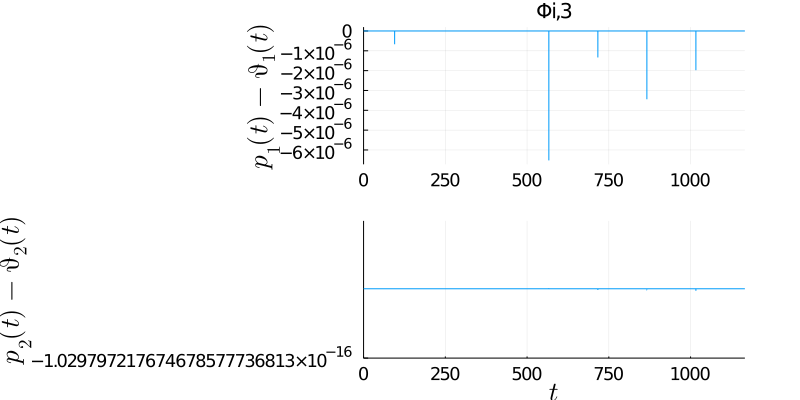 Φi,3
p₁(t) − ϑ₁(t)
0
−1×10⁻⁶
−2×10⁻⁶
−3×10⁻⁶
−4×10⁻⁶
−5×10⁻⁶
−6×10⁻⁶
0 250 500 750 1000
p₂(t) − ϑ₂(t)
−1.029797217674678577736813×10⁻¹⁶
0 250 500 750 1000
t